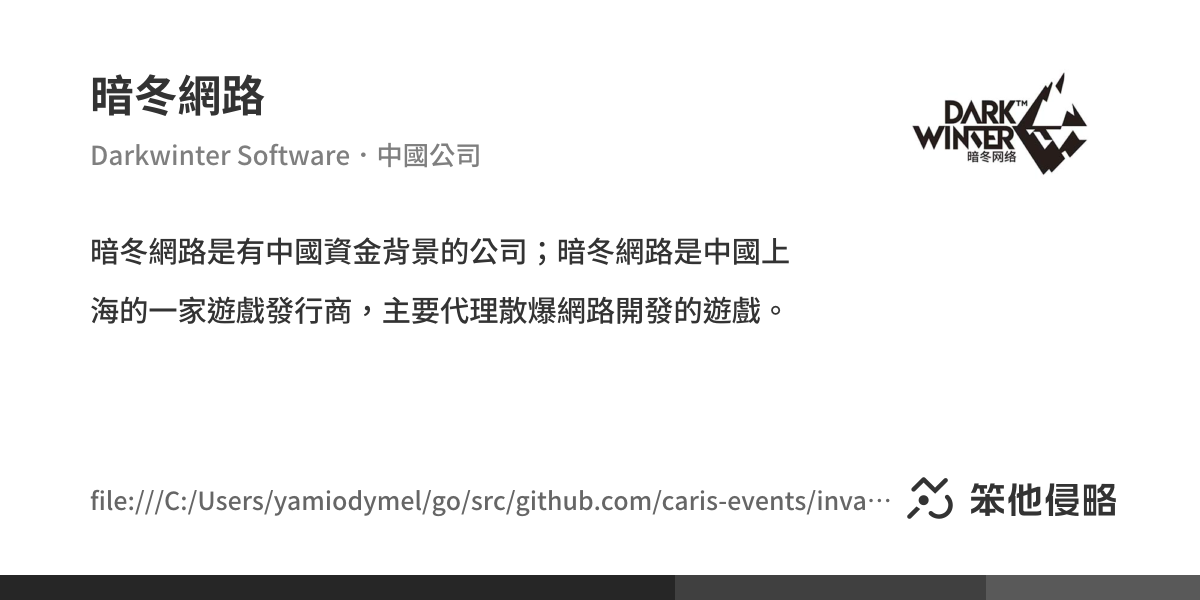 暗冬網路
Darkwinter Software・中國公司
DARK™
WINTER
暗冬网络
暗冬網路是有中國資金背景的公司；暗冬網路是中國上
海的一家遊戲發行商，主要代理散爆網路開發的遊戲。
file:///C:/Users/yamiodymel/go/src/github.com/caris-events/inva…
笨他侵略